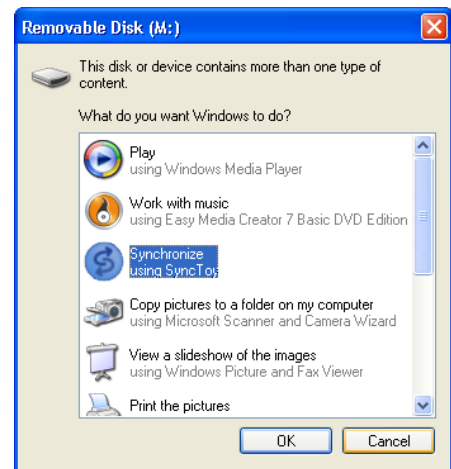 Removable Disk (M:)
This disk or device contains more than one type of
content.
What do you want Windows to do?
Play
using Windows Media Player
Work with music
using Easy Media Creator 7 Basic DVD Edition
Synchronize
using SyncToy
Copy pictures to a folder on my computer
using Microsoft Scanner and Camera Wizard
View a slideshow of the images
using Windows Picture and Fax Viewer
Print the pictures
OK
Cancel